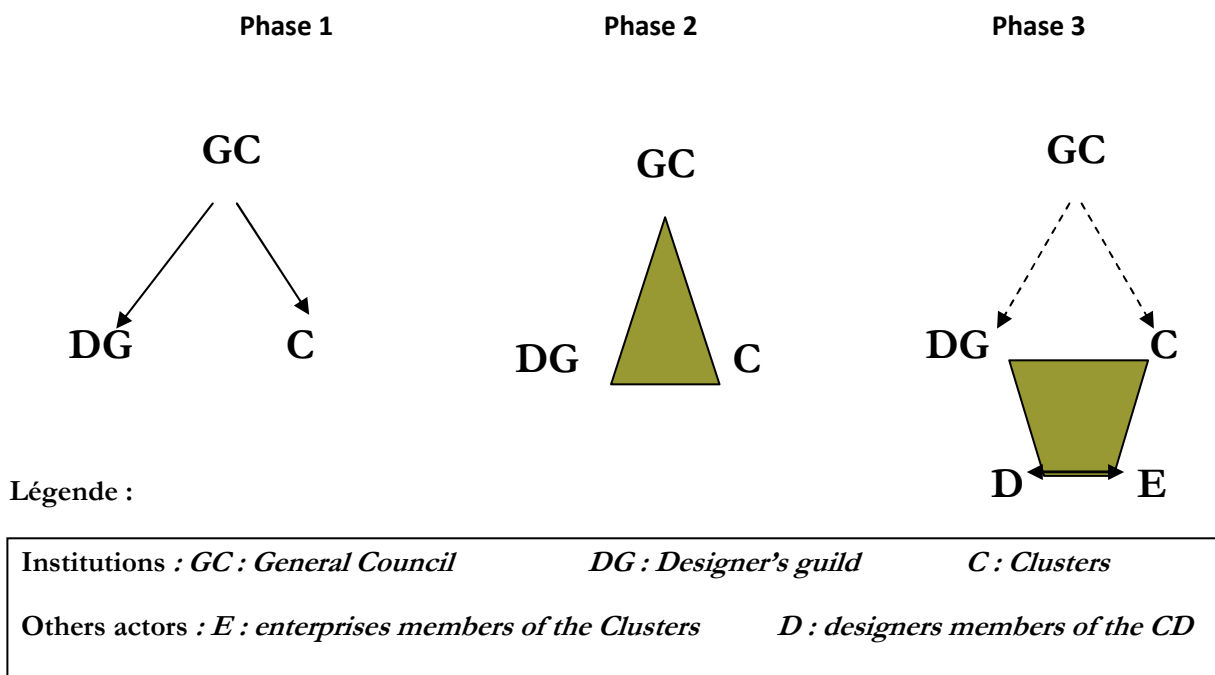 Phase 1 Phase 2 Phase 3
GC GC GC
DG C DG C DG C
D E
Légende :
Institutions : GC : General Council DG : Designer's guild C : Clusters
Others actors : E : enterprises members of the Clusters D : designers members of the CD